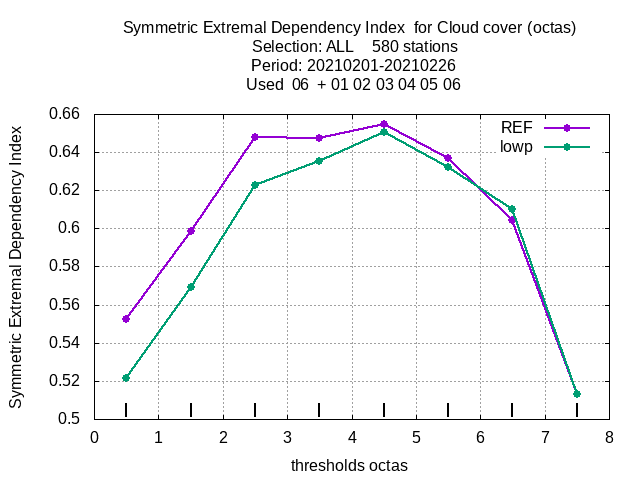 Symmetric Extremal Dependency Index  for Cloud cover (octas)
Selection: ALL    580 stations
Period: 20210201-20210226
Used  06  + 01 02 03 04 05 06
REF
lowp
Symmetric Extremal Dependency Index
0.66
0.64
0.62
0.6
0.58
0.56
0.54
0.52
0.5
0 1 2 3 4 5 6 7 8
thresholds octas